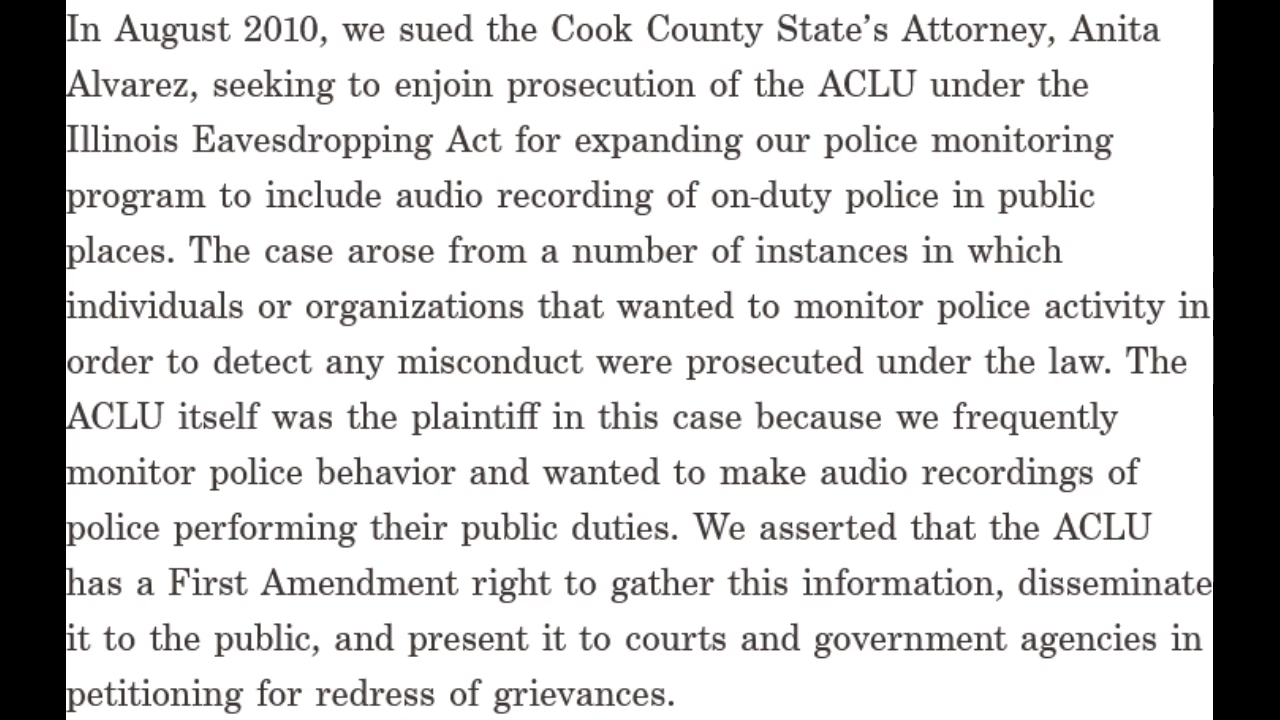 In August 2010, we sued the Cook County State’s Attorney, Anita
Alvarez, seeking to enjoin prosecution of the ACLU under the
Illinois Eavesdropping Act for expanding our police monitoring
program to include audio recording of on-duty police in public
places. The case arose from a number of instances in which
individuals or organizations that wanted to monitor police activity in
order to detect any misconduct were prosecuted under the law. The
ACLU itself was the plaintiff in this case because we frequently
monitor police behavior and wanted to make audio recordings of
police performing their public duties. We asserted that the ACLU
has a First Amendment right to gather this information, disseminate
it to the public, and present it to courts and government agencies in
petitioning for redress of grievances.